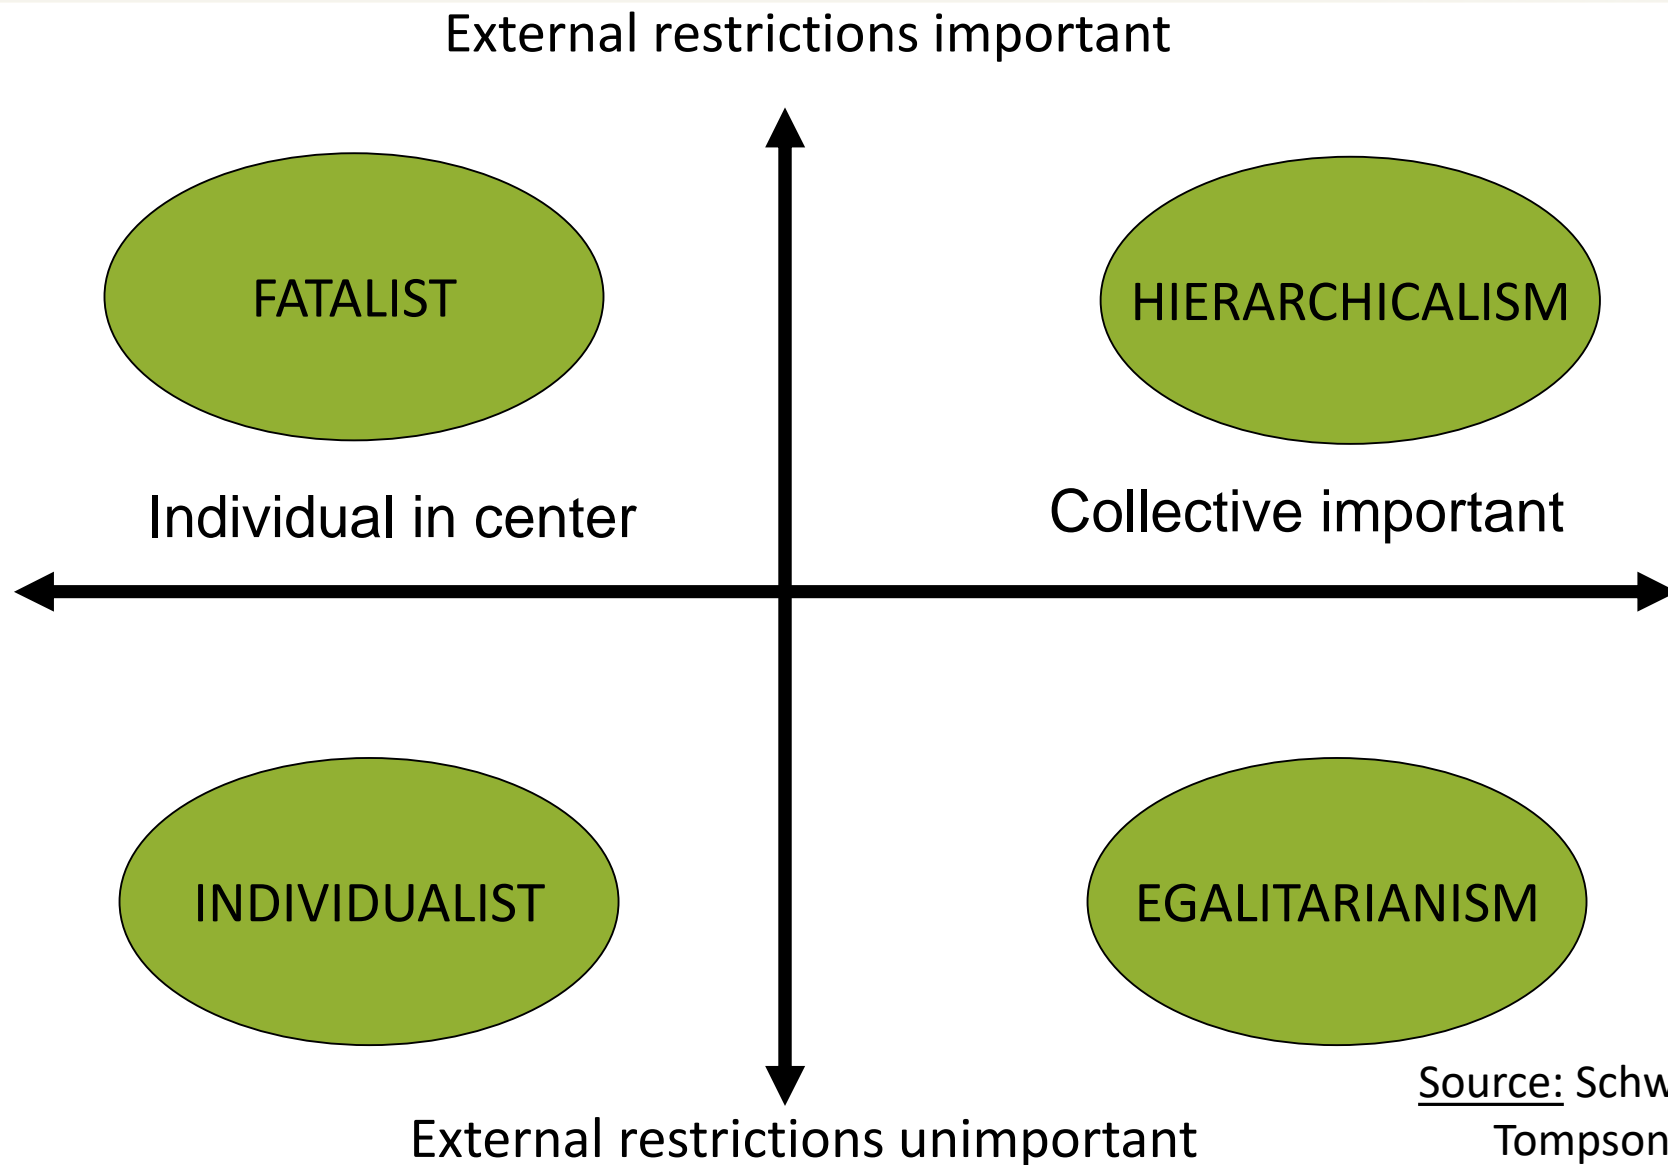 External restrictions important
FATALIST
HIERARCHICALISM
Individual in center
Collective important
INDIVIDUALIST
EGALITARIANISM
Source:
Tompson
External restrictions unimportant